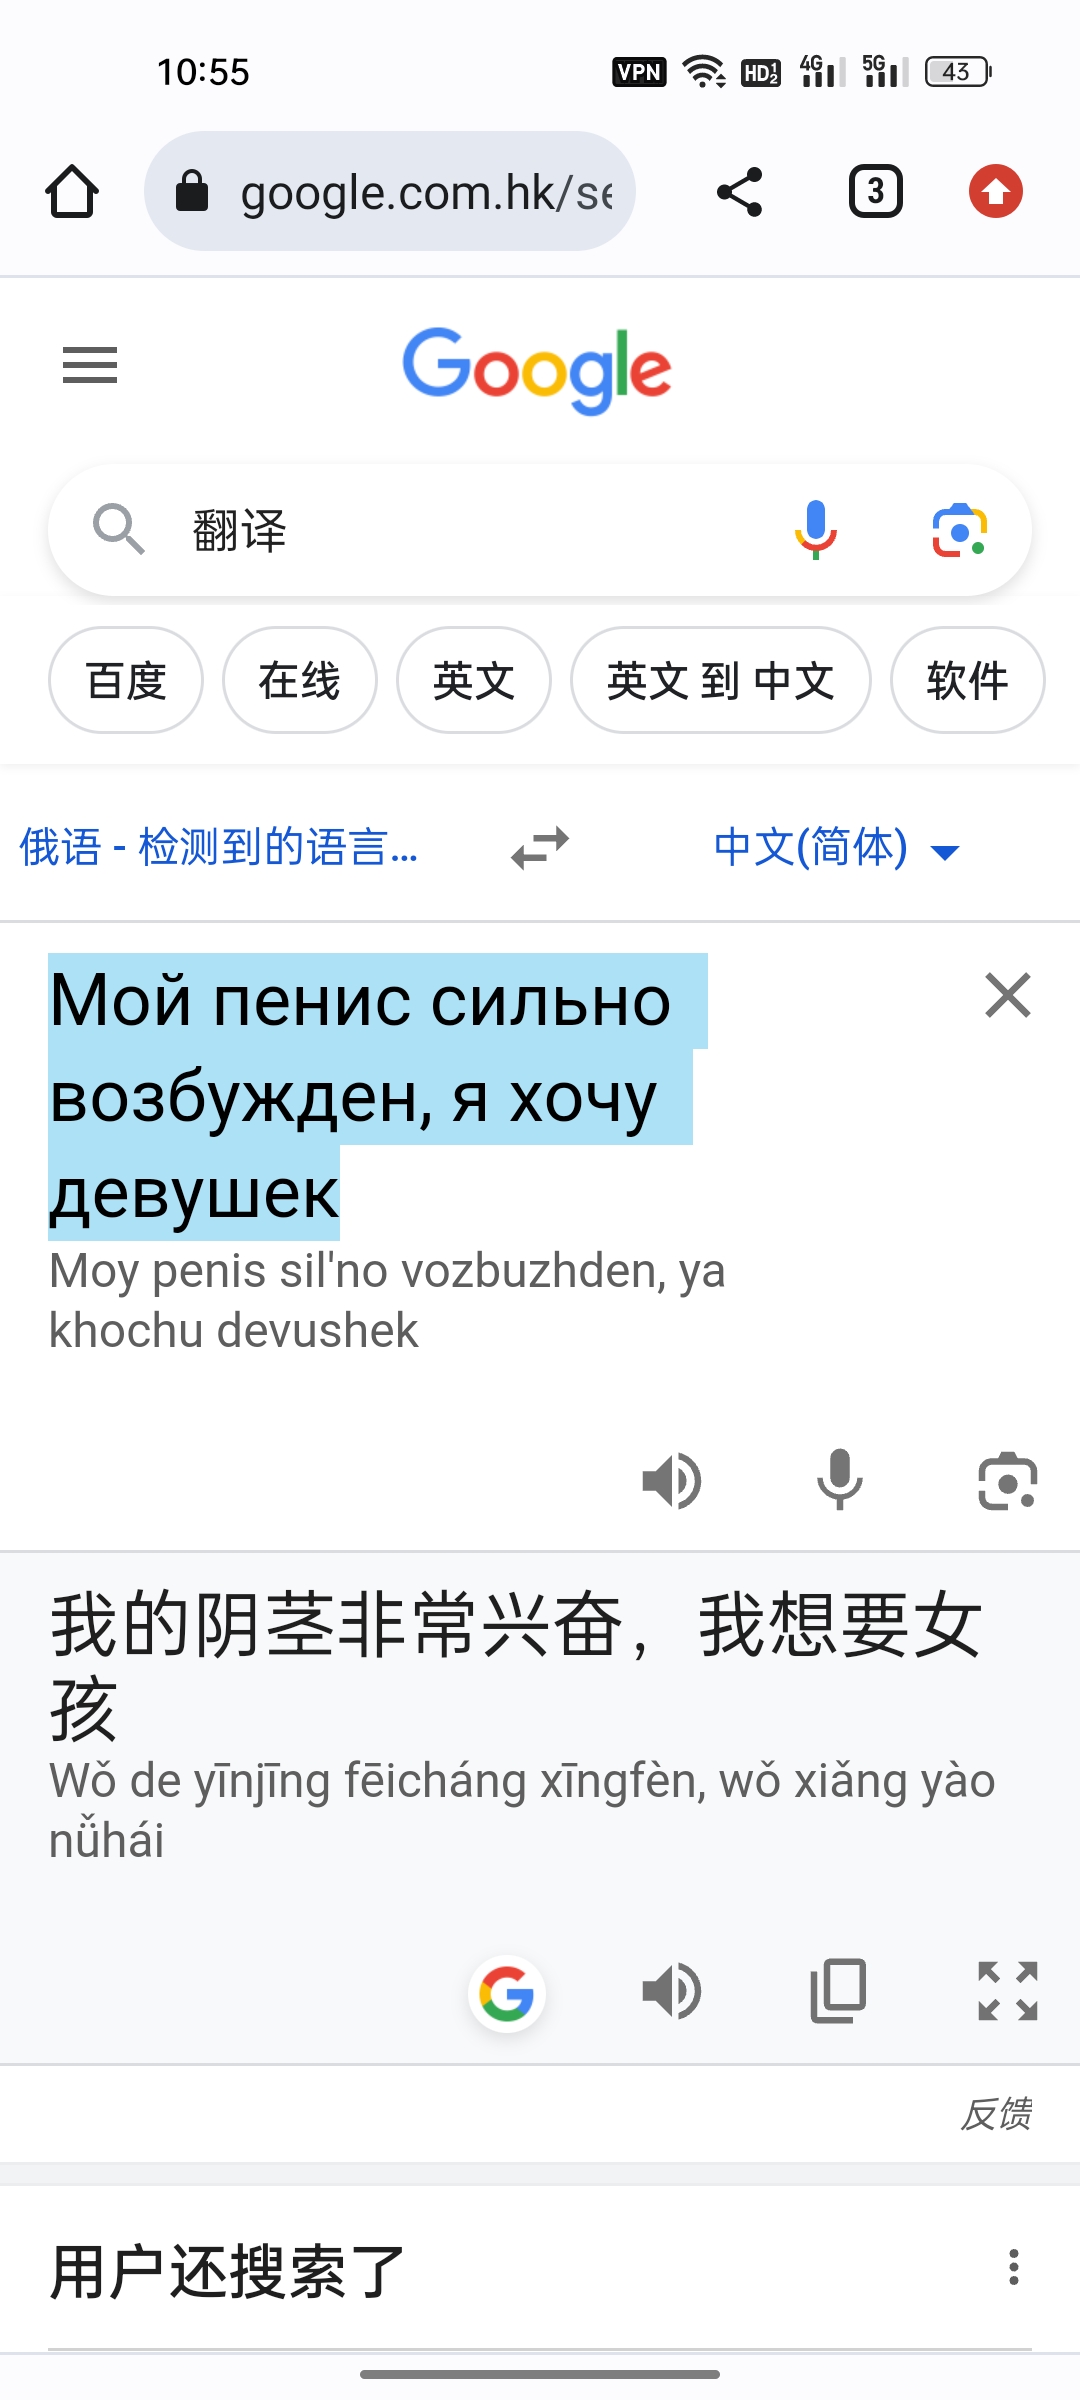 10:55
VPN HD 1 2 4G 5G 43
google.com.hk/se
3
Google
翻译
百度 在线 英文 英文 到 中文 软件
俄语 - 检测到的语言... 中文(简体)
Мой пенис сильно
возбужден, я хочу
девушек
Moy penis sil'no vozbuzhden, ya
khochu devushek
我的阴茎非常兴奋，我想要女
孩
Wǒ de yīnjīng fēicháng xīngfèn, wǒ xiǎng yào
nǚhái
反馈
用户还搜索了